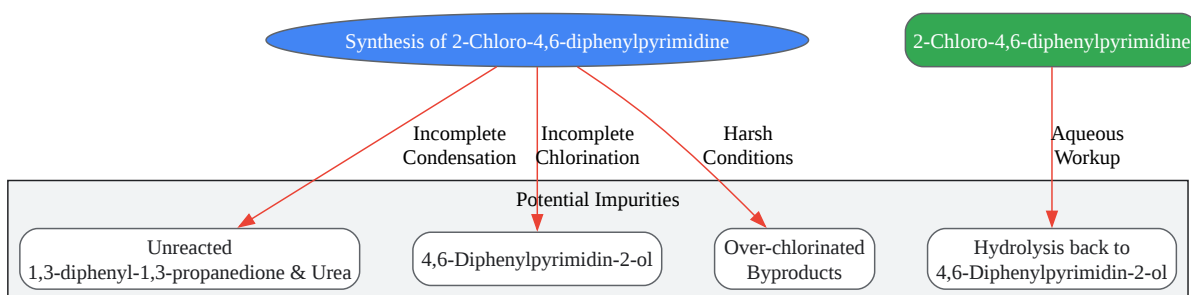 Synthesis of 2-Chloro-4,6-diphenylpyrimidine
2-Chloro-4,6-diphenylpyrimidine
Incomplete
Condensation
Incomplete
Chlorination
Harsh
Conditions
Aqueous
Workup
Potential Impurities
Unreacted
1,3-diphenyl-1,3-propanedione & Urea
4,6-Diphenylpyrimidin-2-ol
Over-chlorinated
Byproducts
Hydrolysis back to
4,6-Diphenylpyrimidin-2-ol